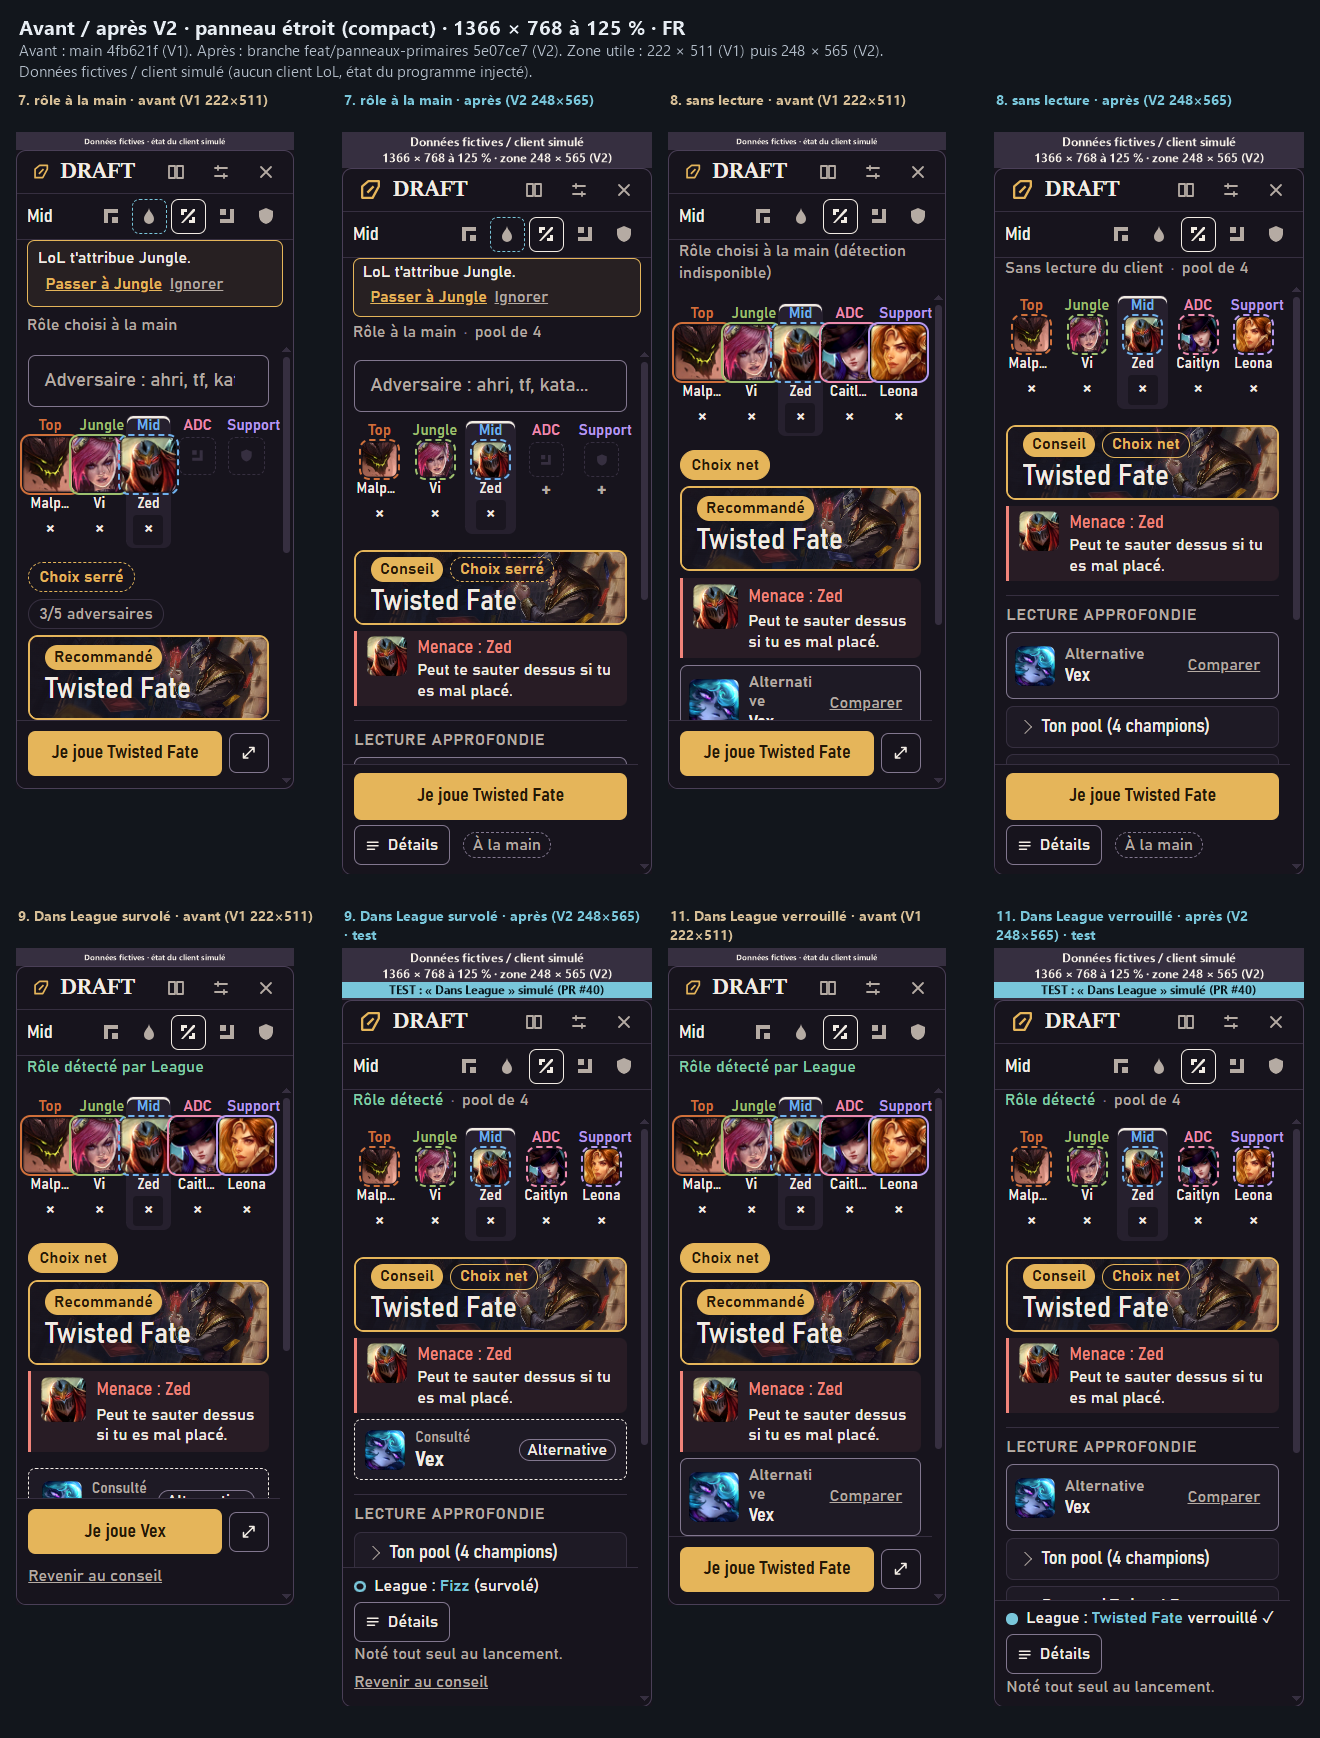 Avant / après V2 · panneau étroit (compact) · 1366 × 768 à 125 % · FR
Avant : main 4fb621f (V1). Après : branche feat/panneaux-primaires 5e07ce7 (V2). Zone utile : 222 × 511 (V1) puis 248 × 565 (V2).
Données fictives / client simulé (aucun client LoL, état du programme injecté).
7. rôle à la main · avant (V1 222×511)
Données fictives · état du client simulé
DRAFT
Mid
LoL t'attribue Jungle.
Passer à Jungle Ignorer
Rôle choisi à la main
Adversaire : ahri, tf, ka
Top Jungle Mid ADC Support
Malp... Vi Zed
× × ×
Choix serré
3/5 adversaires
Recommandé
Twisted Fate
Je joue Twisted Fate
7. rôle à la main · après (V2 248×565)
Données fictives / client simulé
1366 × 768 à 125 % · zone 248 × 565 (V2)
DRAFT
Mid
LoL t'attribue Jungle.
Passer à Jungle Ignorer
Rôle à la main · pool de 4
Adversaire : ahri, tf, kata...
Top Jungle Mid ADC Support
Malp... Vi Zed + +
× × ×
Conseil Choix serré
Twisted Fate
Menace : Zed
Peut te sauter dessus si tu
es mal placé.
LECTURE APPROFONDIE
Je joue Twisted Fate
Détails À la main
8. sans lecture · avant (V1 222×511)
Données fictives · état du client simulé
DRAFT
Mid
Rôle choisi à la main (détection
indisponible)
Top Jungle Mid ADC Support
Malp... Vi Zed Caitl... Leona
× × × × ×
Choix net
Recommandé
Twisted Fate
Menace : Zed
Peut te sauter dessus
si tu es mal placé.
Alternati
ve
Vex
Comparer
Je joue Twisted Fate
8. sans lecture · après (V2 248×565)
Données fictives / client simulé
1366 × 768 à 125 % · zone 248 × 565 (V2)
DRAFT
Mid
Sans lecture du client · pool de 4
Top Jungle Mid ADC Support
Malp... Vi Zed Caitlyn Leona
× × × × ×
Conseil Choix net
Twisted Fate
Menace : Zed
Peut te sauter dessus si tu
es mal placé.
LECTURE APPROFONDIE
Alternative
Vex
Comparer
Ton pool (4 champions)
Je joue Twisted Fate
Détails À la main
9. Dans League survolé · avant (V1 222×511)
Données fictives · état du client simulé
DRAFT
Mid
Rôle détecté par League
Top Jungle Mid ADC Support
Malp... Vi Zed Caitl... Leona
× × × × ×
Choix net
Recommandé
Twisted Fate
Menace : Zed
Peut te sauter dessus
si tu es mal placé.
Consulté
Je joue Vex
Revenir au conseil
9. Dans League survolé · après (V2 248×565)
· test
Données fictives / client simulé
1366 × 768 à 125 % · zone 248 × 565 (V2)
TEST : « Dans League » simulé (PR #40)
DRAFT
Mid
Rôle détecté · pool de 4
Top Jungle Mid ADC Support
Malp... Vi Zed Caitlyn Leona
× × × × ×
Conseil Choix net
Twisted Fate
Menace : Zed
Peut te sauter dessus si tu
es mal placé.
Consulté
Vex
Alternative
LECTURE APPROFONDIE
Ton pool (4 champions)
League : Fizz (survolé)
Détails
Noté tout seul au lancement.
Revenir au conseil
11. Dans League verrouillé · avant (V1
222×511)
Données fictives · état du client simulé
DRAFT
Mid
Rôle détecté par League
Top Jungle Mid ADC Support
Malp... Vi Zed Caitl... Leona
× × × × ×
Choix net
Recommandé
Twisted Fate
Menace : Zed
Peut te sauter dessus
si tu es mal placé.
Alternati
ve
Vex
Comparer
Je joue Twisted Fate
11. Dans League verrouillé · après (V2
248×565) · test
Données fictives / client simulé
1366 × 768 à 125 % · zone 248 × 565 (V2)
TEST : « Dans League » simulé (PR #40)
DRAFT
Mid
Rôle détecté · pool de 4
Top Jungle Mid ADC Support
Malp... Vi Zed Caitlyn Leona
× × × × ×
Conseil Choix net
Twisted Fate
Menace : Zed
Peut te sauter dessus si tu
es mal placé.
LECTURE APPROFONDIE
Alternative
Vex
Comparer
Ton pool (4 champions)
League : Twisted Fate verrouillé ✓
Détails
Noté tout seul au lancement.